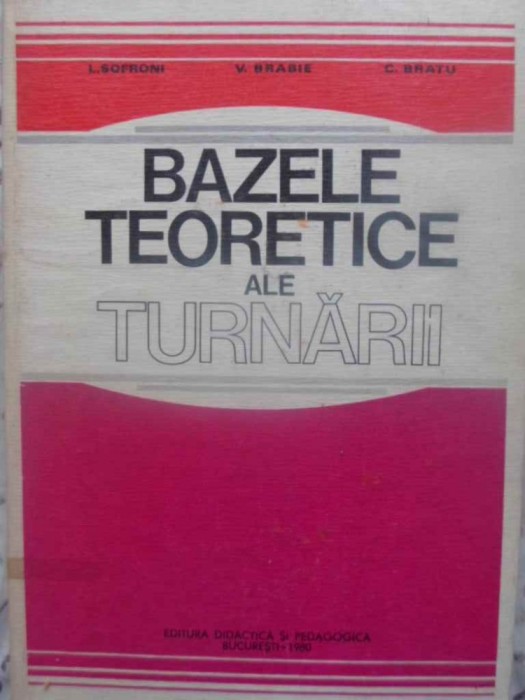 L. SOFRONI V. BRABIE C. BRATU
BAZELE
TEORETICE
ALE
TURNĂRII
EDITURA DIDACTICĂ ȘI PEDAGOGICĂ
BUCUREȘTI - 1980